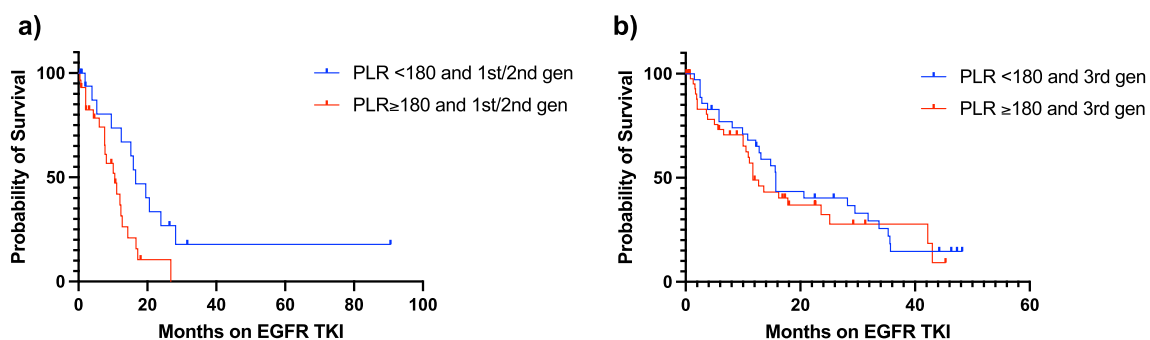 a)
Probability of Survival
100
50
0
0 20 40 60 80 100
Months on EGFR TKI
PLR <180 and 1st/2nd gen
PLR≥180 and 1st/2nd gen
b)
Probability of Survival
100
50
0
0 20 40 60
Months on EGFR TKI
PLR <180 and 3rd gen
PLR ≥180 and 3rd gen